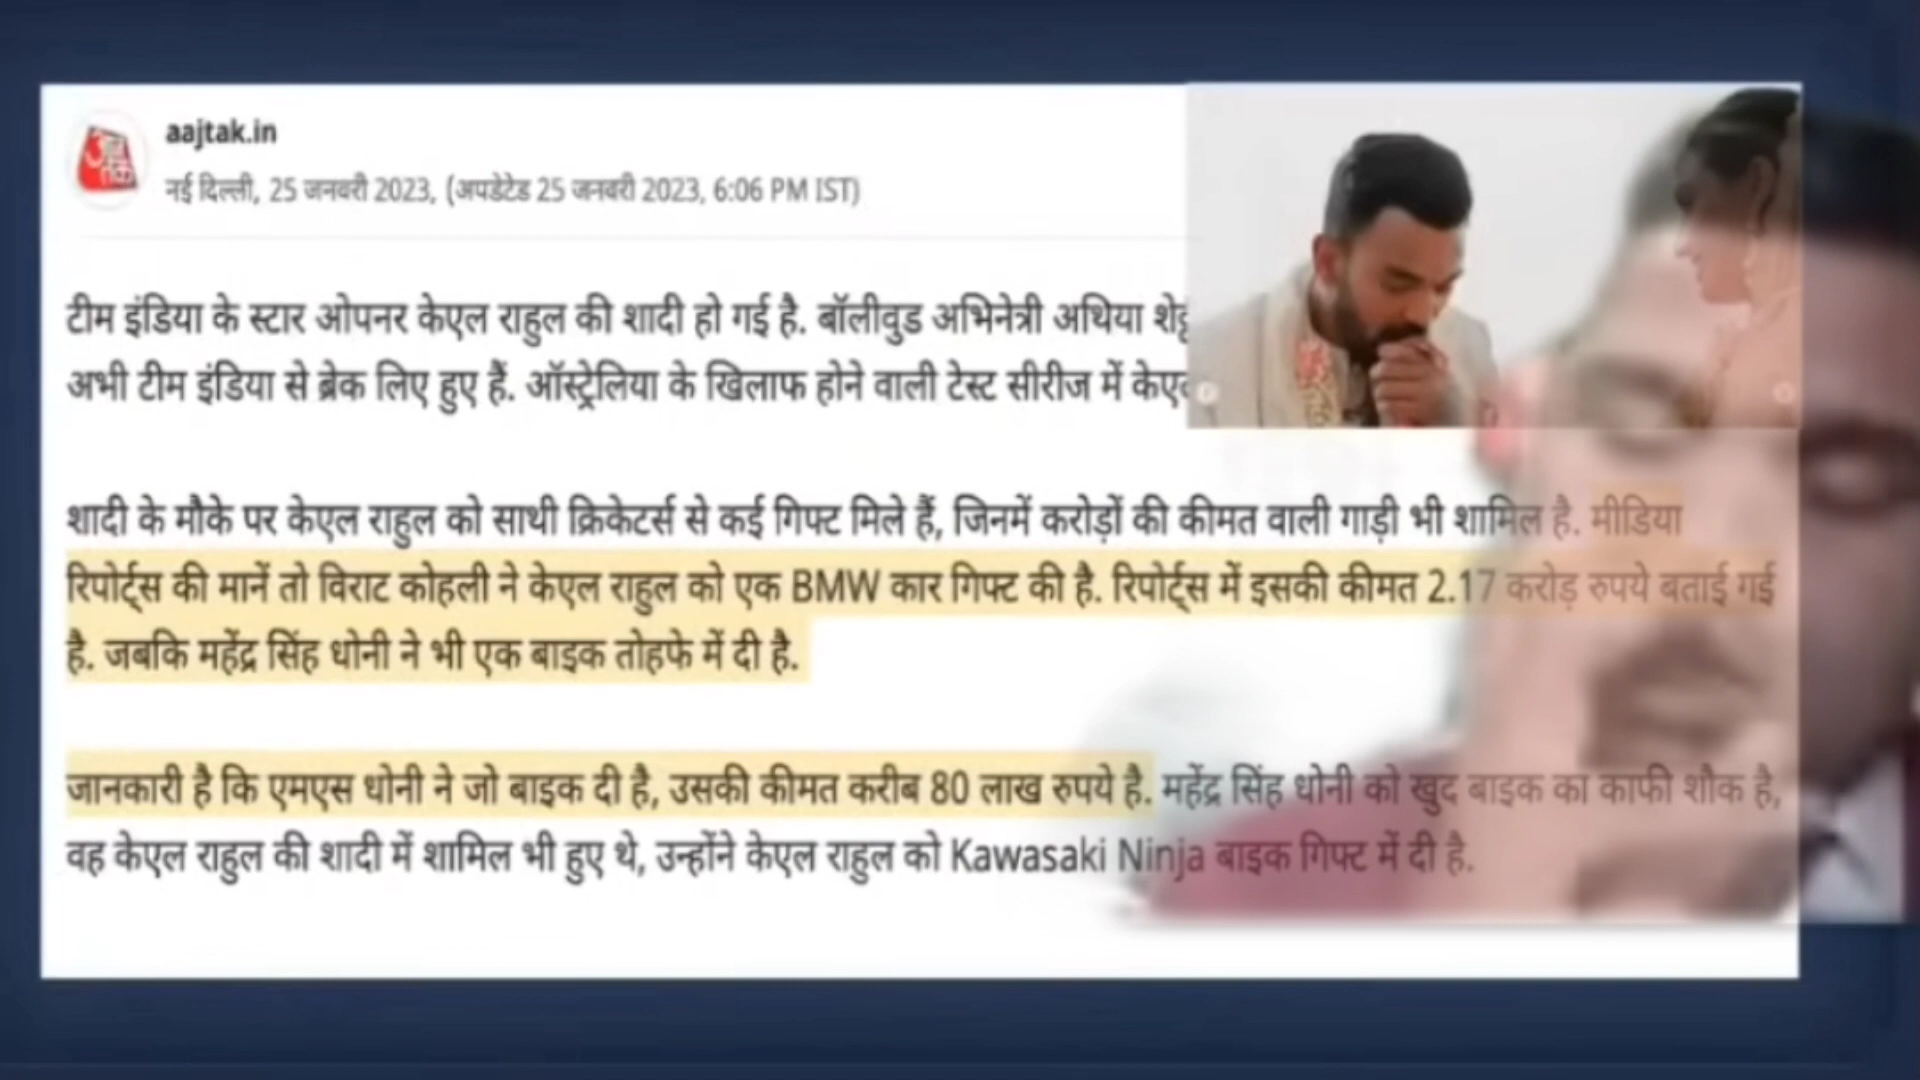 आज तक
aajtak.in
नई दिल्ली, 25 जनवरी 2023, (अपडेटेड 25 जनवरी 2023, 6:06 PM IST)
टीम इंडिया के स्टार ओपनर केएल राहुल की शादी हो गई है. बॉलीवुड अभिनेत्री अथिया
अभी टीम इंडिया से ब्रेक लिए हुए हैं. ऑस्ट्रेलिया के खिलाफ होने वाली टेस्ट सीरीज में
शादी के मौके पर केएल राहुल को साथी क्रिकेटर्स से कई गिफ्ट मिले हैं, जिनमें करोड़ों की कीमत वाली गाड़ी भी शामिल है. मीडिया
रिपोर्ट्स की मानें तो विराट कोहली ने केएल राहुल को एक BMW कार गिफ्ट की है. रिपोर्ट्स में इसकी कीमत 2.17 करोड़ रुपये बताई गई
है. जबकि महेंद्र सिंह धोनी ने भी एक बाइक तोहफे में दी है.
जानकारी है कि एमएस धोनी ने जो बाइक दी है, उसकी कीमत करीब 80 लाख रुपये है. महेंद्र सिंह धोनी को खुद बाइक का काफी शौक है,
वह केएल राहुल की शादी में शामिल भी हुए थे, उन्होंने केएल राहुल को Kawasaki Ninja बाइक गिफ्ट में दी है.